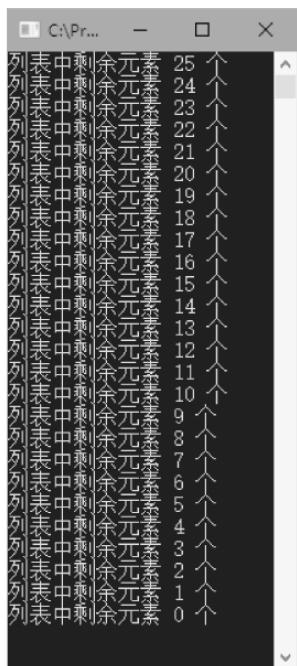 C:\Pr...
列表中剩余元素 25 个
列表中剩余元素 24 个
列表中剩余元素 23 个
列表中剩余元素 22 个
列表中剩余元素 21 个
列表中剩余元素 20 个
列表中剩余元素 19 个
列表中剩余元素 18 个
列表中剩余元素 17 个
列表中剩余元素 16 个
列表中剩余元素 15 个
列表中剩余元素 14 个
列表中剩余元素 13 个
列表中剩余元素 12 个
列表中剩余元素 11 个
列表中剩余元素 10 个
列表中剩余元素 9 个
列表中剩余元素 8 个
列表中剩余元素 7 个
列表中剩余元素 6 个
列表中剩余元素 5 个
列表中剩余元素 4 个
列表中剩余元素 3 个
列表中剩余元素 2 个
列表中剩余元素 1 个
列表中剩余元素 0 个